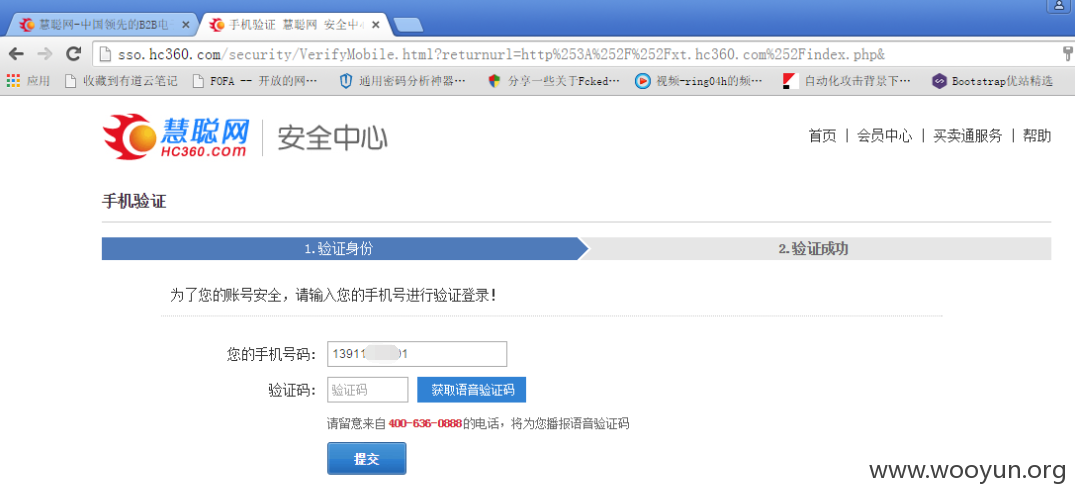 慧聪网-中国领先的B2B电
手机验证 慧聪网 安全中
sso.hc360.com/security/VerifyMobile.html?returnurl=http%253A%252F%252Fxt.hc360.com%252Findex.php&
应用 收藏到有道云笔记 FOFA -- 开放的网… 通用密码分析神器… 分享一些关于Fcked… 视频-ring04h的频… 自动化攻击背景下… Bootstrap优站精选
慧聪网
HC360.com
安全中心
首页 | 会员中心 | 买卖通服务 | 帮助
手机验证
1.验证身份
2.验证成功
为了您的账号安全，请输入您的手机号进行验证登录！
您的手机号码： 13911 01
验证码： 验证码 获取语音验证码
请留意来自 400-636-0888的电话，将为您播报语音验证码
提交
www.wooyun.org